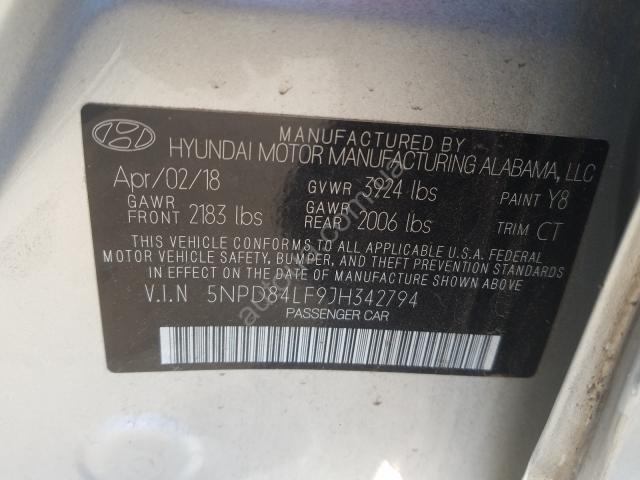 MANUFACTURED BY
HYUNDAI MOTOR MANUFACTURING ALABAMA, LLC
Apr/02/18 GVWR 3924 lbs PAINT Y8
GAWR FRONT 2183 lbs GAWR REAR 2006 lbs TRIM CT
THIS VEHICLE CONFORMS TO ALL APPLICABLE U.S.A. FEDERAL
MOTOR VEHICLE SAFETY, BUMPER, AND THEFT PREVENTION
STANDARDS IN EFFECT ON THE DATE OF MANUFACTURE SHOWN ABOVE
V.I.N 5NPD84LF9JH342794
PASSENGER CAR